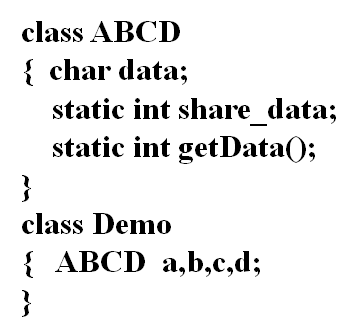 class ABCD
{ char data;
static int share_data;
static int getData();
}
class Demo
{ ABCD a,b,c,d;
}